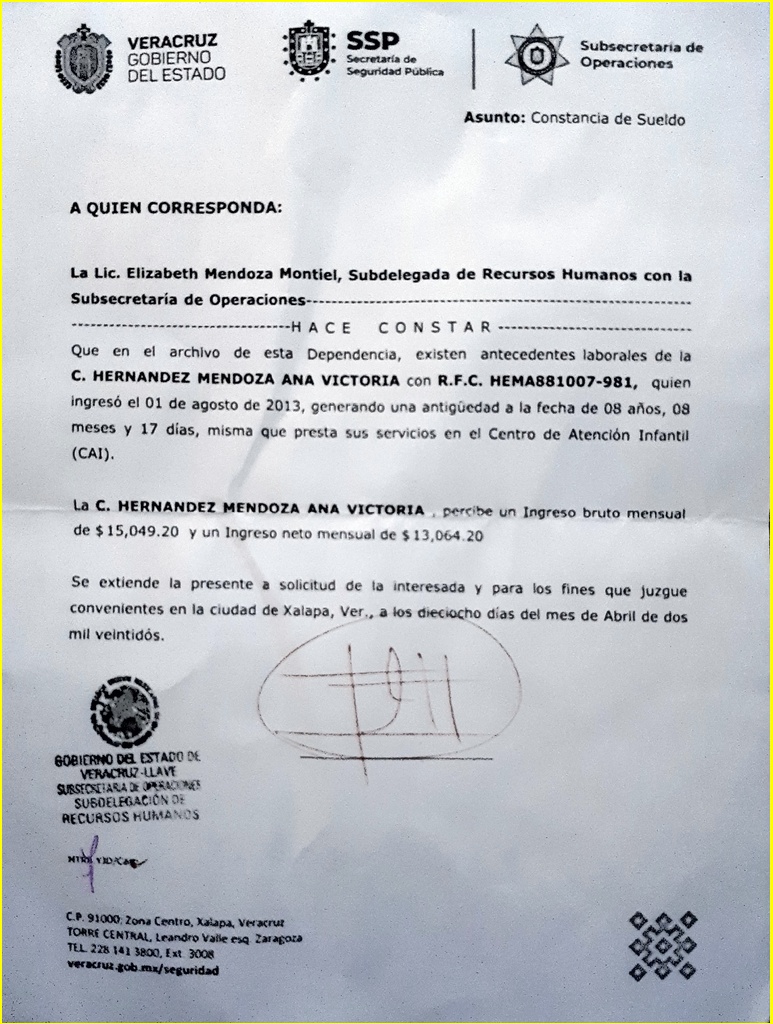 VERACRUZ
GOBIERNO
DEL ESTADO
SSP
Secretaría de
Seguridad Pública
Subsecretaría de
Operaciones
Asunto: Constancia de Sueldo
A QUIEN CORRESPONDA:
La Lic. Elizabeth Mendoza Montiel, Subdelegada de Recursos Humanos con la
Subsecretaría de Operaciones-------------------------------------------------
----------------------------HACE CONSTAR-------------------------
Que en el archivo de esta Dependencia, existen antecedentes laborales de la
C. HERNANDEZ MENDOZA ANA VICTORIA con R.F.C. HEMA881007-981, quien
ingresó el 01 de agosto de 2013, generando una antigüedad a la fecha de 08 años, 08
meses y 17 días, misma que presta sus servicios en el Centro de Atención Infantil
(CAI).
La C. HERNANDEZ MENDOZA ANA VICTORIA , percibe un Ingreso bruto mensual
de $15,049.20 y un Ingreso neto mensual de $13,064.20
Se extiende la presente a solicitud de la interesada y para los fines que juzgue
convenientes en la ciudad de Xalapa, Ver., a los dieciocho días del mes de Abril de dos
mil veintidós.
GOBIERNO DEL ESTADO DE
VERACRUZ-LLAVE
SUBSECRETARIA DE OPERACIONES
SUBDELEGACIÓN DE
RECURSOS HUMANOS
C.P. 91000, Zona Centro, Xalapa, Veracruz
TORRE CENTRAL, Leandro Valle esq. Zaragoza
TEL. 228 141 3800, Ext. 3008
veracruz.gob.mx/seguridad